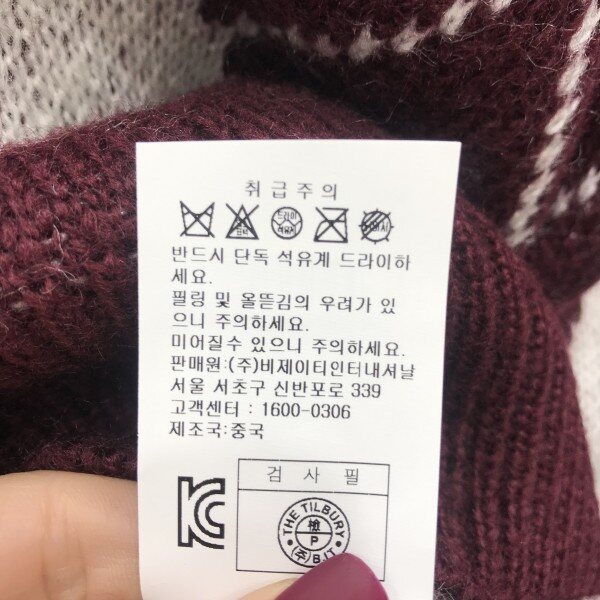 취급주의
드라이
반드시 단독 석유계 드라이하
세요.
필링 및 올뜯김의 우려가 있
으니 주의하세요.
미어질수 있으니 주의하세요.
판매원:(주)비제이티인터내셔날
서울 서초구 신반포로 339
고객센터 : 1600-0306
제조국:중국
검 사 필
THE TILBURY
檢
P
(주)BJT